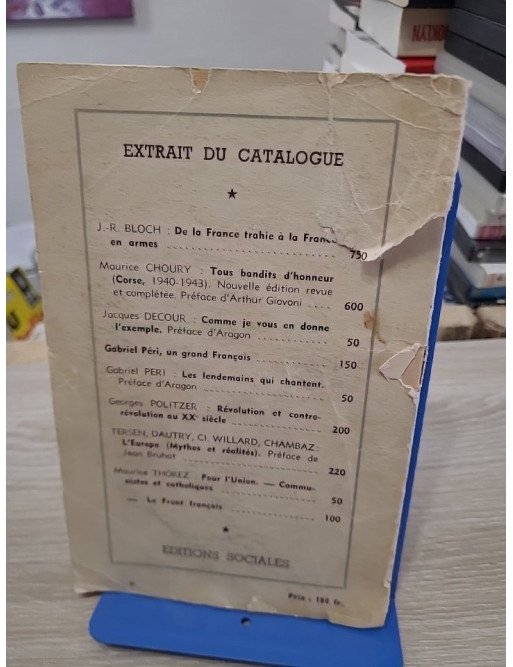 EXTRAIT DU CATALOGUE
J.-R. BLOCH : De la France trahie à la Franc
en armes .................................. 750
Maurice CHOURY : Tous bandits d'honneur
(Corse, 1940-1943). Nouvelle édition revue
et complétée. Préface d'Arthur Giovoni .... 600
Jacques DECOUR : Comme je vous en donne
l'exemple. Préface d'Aragon ............... 50
Gabriel Péri, un grand Français ............ 150
Gabriel PERI : Les lendemains qui chantent.
Préface d'Aragon ........................ 50
Georges POLITZER : Révolution et contre-
révolution au XXe siècle .................. 200
TERSEN, DAUTRY, Cl. WILLARD, CHAMBAZ :
L'Europe (Mythes et réalités). Préface de
Jean Bruhat ............................. 220
Maurice THOREZ : Pour l'Union. — Commu-
nistes et catholiques ..................... 50
— Le Front français ....................... 100
EDITIONS SOCIALES
Prix : 180 fr.